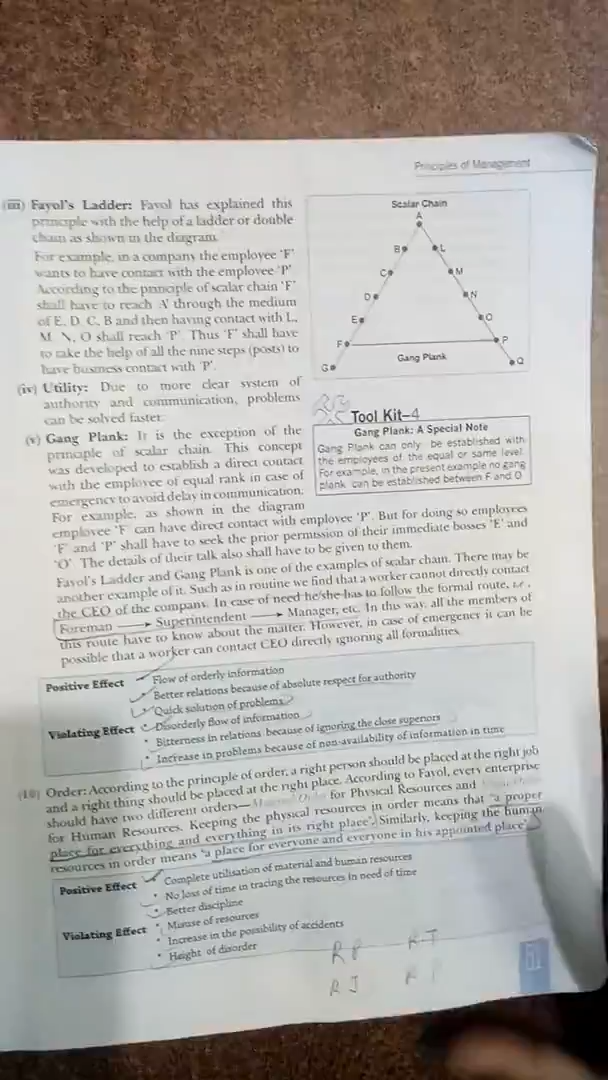 Principles of Management
(iii) Fayol's Ladder: Fayol has explained this
principle with the help of a ladder or double
chain as shown in the diagram.
For example, in a company the employee 'F'
wants to have contact with the employee 'P'
According to the principle of scalar chain 'F'
shall have to reach 'A' through the medium
of E, D, C, B and then having contact with L,
M, N, O shall reach 'P'. Thus 'F' shall have
to take the help of all the nine steps (posts) to
have business contact with 'P'.
Scalar Chain
A
B
L
C
M
D
N
E
O
F
P
Gang Plank
G
Q
(iv) Utility: Due to more clear system of
authority and communication, problems
can be solved faster.
(v) Gang Plank: It is the exception of the
principle of scalar chain. This concept
was developed to establish a direct contact
with the employee of equal rank in case of
emergency to avoid delay in communication.
For example, as shown in the diagram
employee 'F' can have direct contact with employee 'P'. But for doing so employees
'F' and 'P' shall have to seek the prior permission of their immediate bosses 'E' and
'O'. The details of their talk also shall have to be given to them.
Tool Kit–4
Gang Plank: A Special Note
Gang Plank can only be established with
the employees of the equal or same level.
For example, in the present example no gang
plank can be established between F and O.
Fayol's Ladder and Gang Plank is one of the examples of scalar chain. There may be
another example of it. Such as in routine we find that a worker cannot directly contact
the CEO of the company. In case of need he/she has to follow the formal route, i.e.,
Foreman → Superintendent → Manager, etc. In this way, all the members of
this route have to know about the matter. However, in case of emergency it can be
possible that a worker can contact CEO directly ignoring all formalities.
Positive Effect
Flow of orderly information
Better relations because of absolute respect for authority
Quick solution of problems
Violating Effect
Disorderly flow of information
• Bitterness in relations because of ignoring the close superiors
• Increase in problems because of non-availability of information in time
(10) Order: According to the principle of order, a right person should be placed at the right job
and a right thing should be placed at the right place. According to Fayol, every enterprise
should have two different orders—Material Order for Physical Resources and
for Human Resources. Keeping the physical resources in order means that "a proper
place for everything and everything in its right place". Similarly, keeping the human
resources in order means "a place for everyone and everyone in his appointed place".
Positive Effect
Complete utilisation of material and human resources
• No loss of time in tracing the resources in need of time
• Better discipline
Violating Effect
• Misuse of resources
• Increase in the possibility of accidents
• Height of disorder
R P R T
R J R P